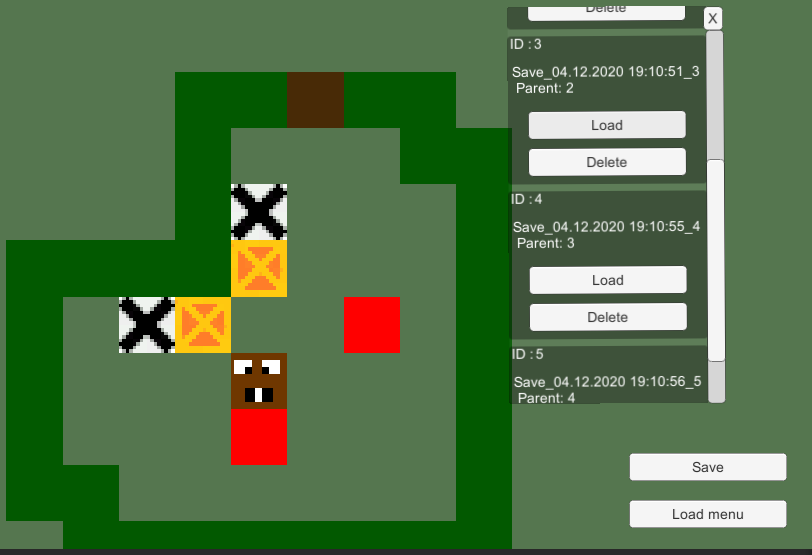 Delete
X
ID : 3
Save_04.12.2020 19:10:51_3
Parent: 2
Load
Delete
ID : 4
Save_04.12.2020 19:10:55_4
Parent: 3
Load
Delete
ID : 5
Save_04.12.2020 19:10:56_5
Parent: 4
Save
Load menu